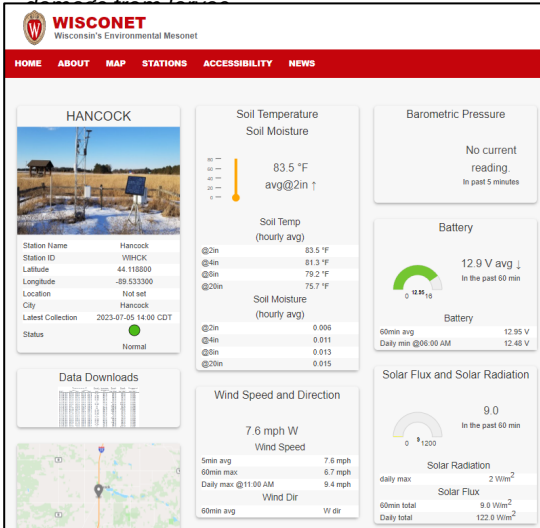 damage from larvae
WISCONET
Wisconsin's Environmental Mesonet
HOME ABOUT MAP STATIONS ACCESSIBILITY NEWS
HANCOCK
Station Name Hancock
Station ID WIHCK
Latitude 44.118800
Longitude -89.533300
Location Not set
City Hancock
Latest Collection 2023-07-05 14:00 CDT
Status
Normal
Data Downloads
Soil Temperature
Soil Moisture
80
60
40
20
0
83.5 °F
avg@2in ↑
Soil Temp
(hourly avg)
@2in 83.5 °F
@4in 81.3 °F
@8in 79.2 °F
@20in 75.7 °F
Soil Moisture
(hourly avg)
@2in 0.006
@4in 0.011
@8in 0.013
@20in 0.015
Wind Speed and Direction
7.6 mph W
Wind Speed
5min avg 7.6 mph
60min max 6.7 mph
Daily max @11:00 AM 9.4 mph
Wind Dir
60min avg W dir
Barometric Pressure
No current
reading.
In past 5 minutes
Battery
12.9 V avg ↓
In the past 60 min
0 12.95 16
Battery
60min avg 12.95 V
Daily min @06:00 AM 12.48 V
Solar Flux and Solar Radiation
9.0
In the past 60 min
0 9 1200
Solar Radiation
daily max 2 W/m2
Solar Flux
60min total 9.0 W/m2
Daily total 122.0 W/m2